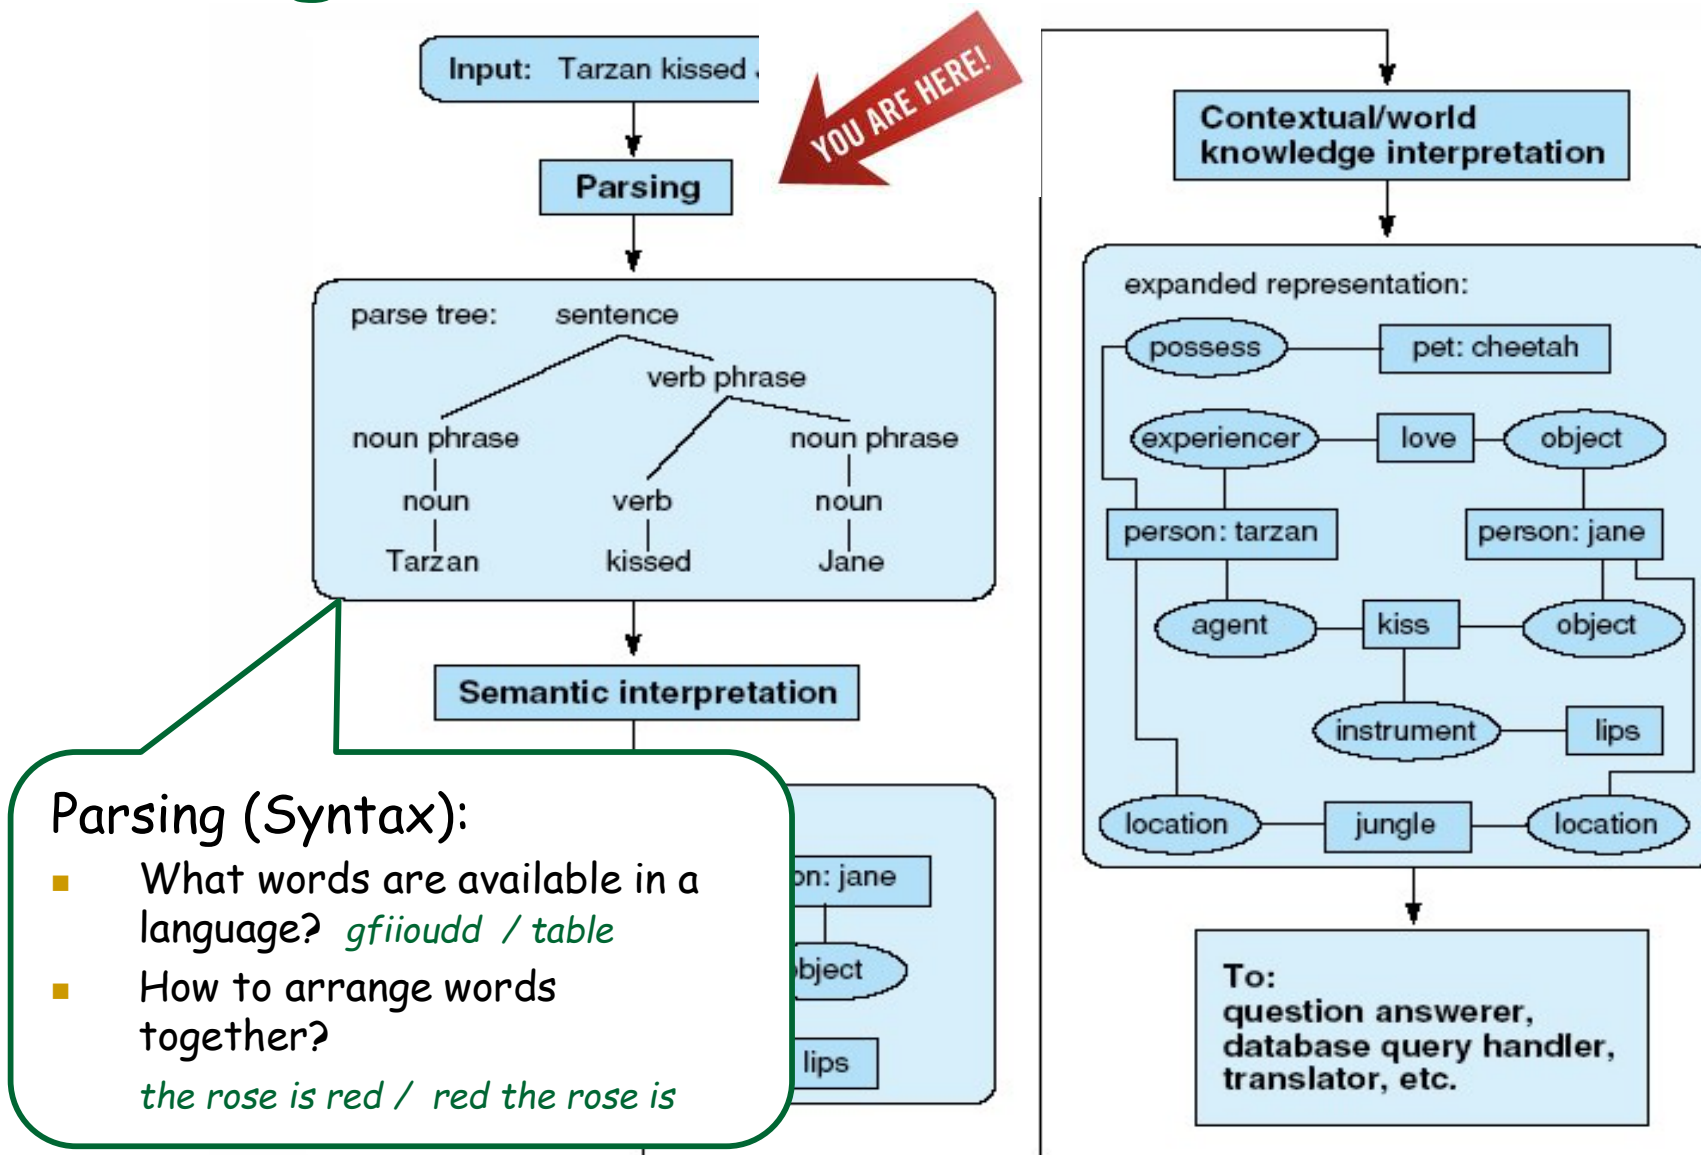 Input: Tarzan kissed
YOU ARE HERE!
Parsing
parse tree: sentence
verb phrase
noun phrase noun phrase
noun verb noun
Tarzan kissed Jane
Semantic interpretation
Parsing (Syntax):
What words are available in a
language? gfiioudd / table
How to arrange words
together?
the rose is red / red the rose is
on: jane
bject
lips
Contextual/world
knowledge interpretation
expanded representation:
possess pet: cheetah
experiencer love object
person: tarzan person: jane
agent kiss object
instrument lips
location jungle location
To:
question answerer,
database query handler,
translator, etc.